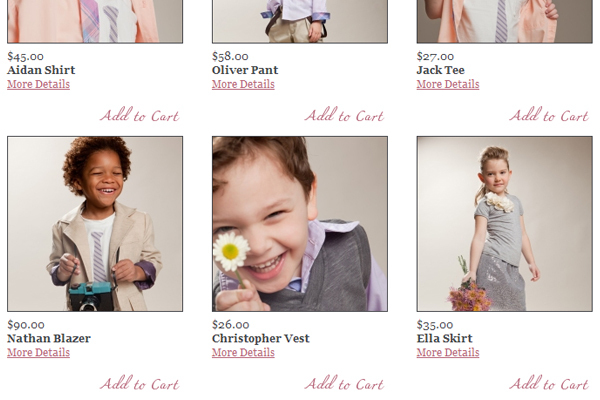 $45.00
Aidan Shirt
More Details
Add to Cart
$58.00
Oliver Pant
More Details
Add to Cart
$27.00
Jack Tee
More Details
Add to Cart
$90.00
Nathan Blazer
More Details
Add to Cart
$26.00
Christopher Vest
More Details
Add to Cart
$35.00
Ella Skirt
More Details
Add to Cart